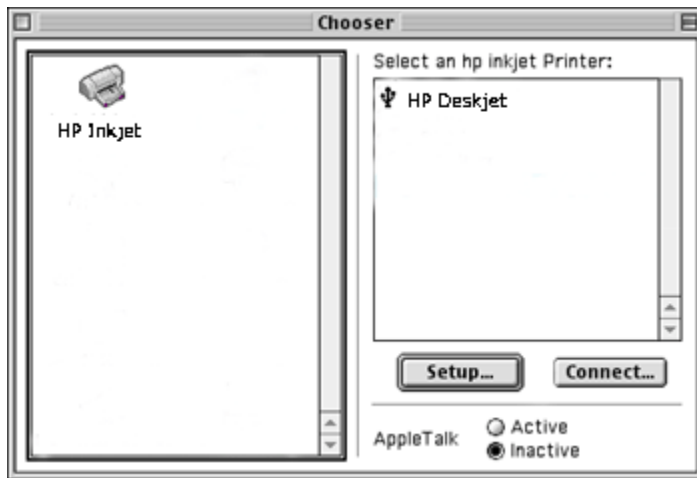 Chooser
HP Inkjet
Select an hp inkjet Printer:
HP Deskjet
Setup...
Connect...
AppleTalk
Active
Inactive